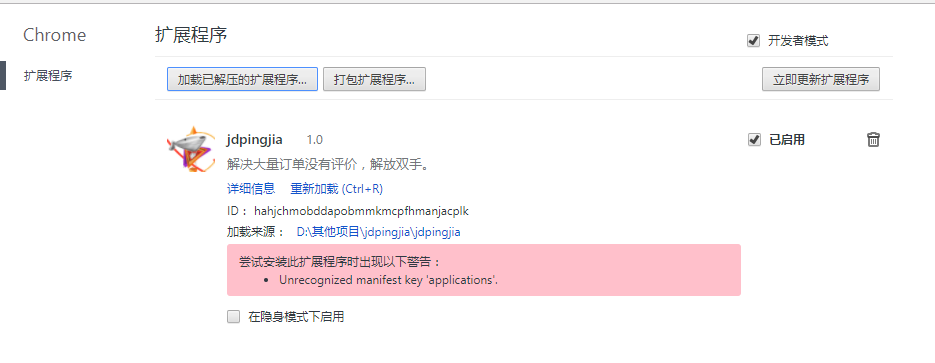 Chrome
扩展程序
开发者模式
扩展程序
加载已解压的扩展程序...
打包扩展程序...
立即更新扩展程序
jdpingjia 1.0
已启用
解决大量订单没有评价，解放双手。
详细信息 重新加载 (Ctrl+R)
ID： hahjchmobddapobmmkmcpfhmanjacplk
加载来源： D:\其他项目\jdpingjia\jdpingjia
尝试安装此扩展程序时出现以下警告：
• Unrecognized manifest key 'applications'.
在隐身模式下启用